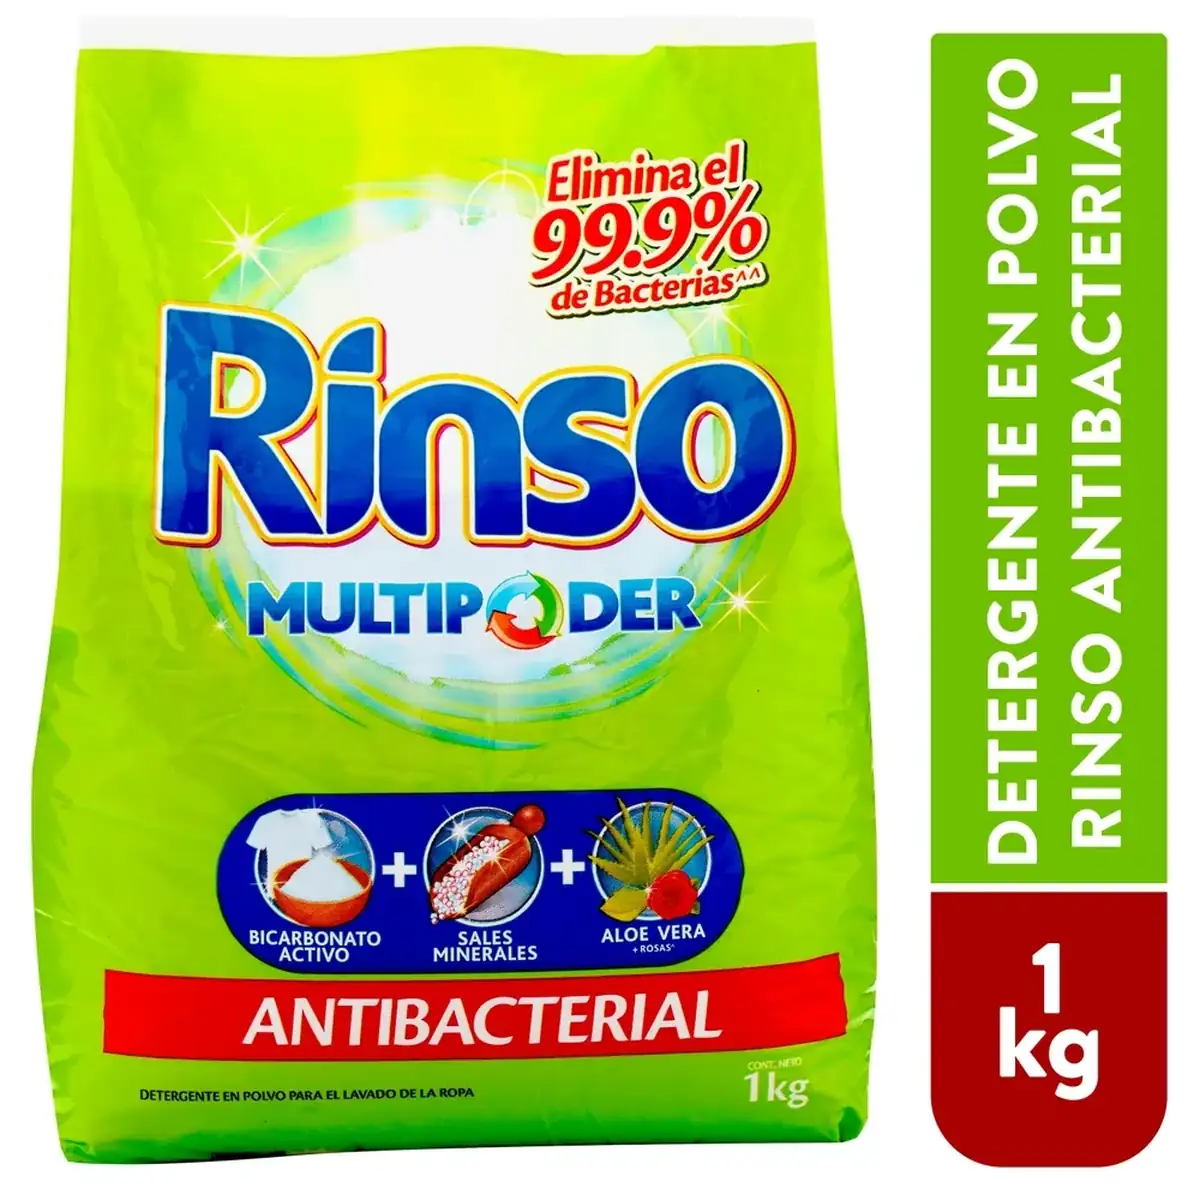 Elimina el
99.9%
de Bacterias^^
Rinso
MULTIPODER
BICARBONATO
ACTIVO
+
SALES
MINERALES
+
ALOE VERA
+ ROSAS^
ANTIBACTERIAL
DETERGENTE EN POLVO PARA EL LAVADO DE LA ROPA
CONT. NETO
1kg
DETERGENTE EN POLVO
RINSO ANTIBACTERIAL
1
kg